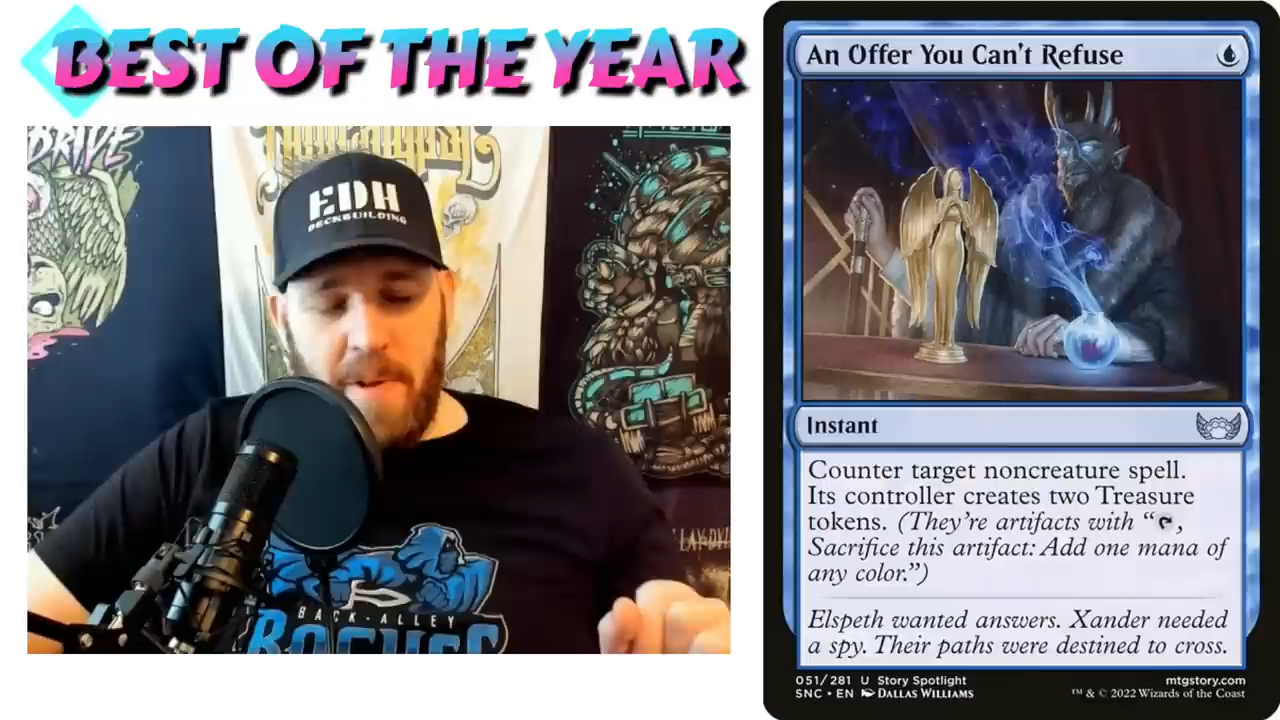 BEST OF THE YEAR
EDH
DECKBUILDING
BACK-ALLEY
ROGUES
An Offer You Can't Refuse
Instant
Counter target noncreature spell.
Its controller creates two Treasure
tokens. (They're artifacts with “
Sacrifice this artifact: Add one mana of
any color.”)
Elspeth wanted answers. Xander needed
a spy. Their paths were destined to cross.
051/281 U Story Spotlight
SNC • EN DALLAS WILLIAMS
mtgstory.com
™ & © 2022 Wizards of the Coast